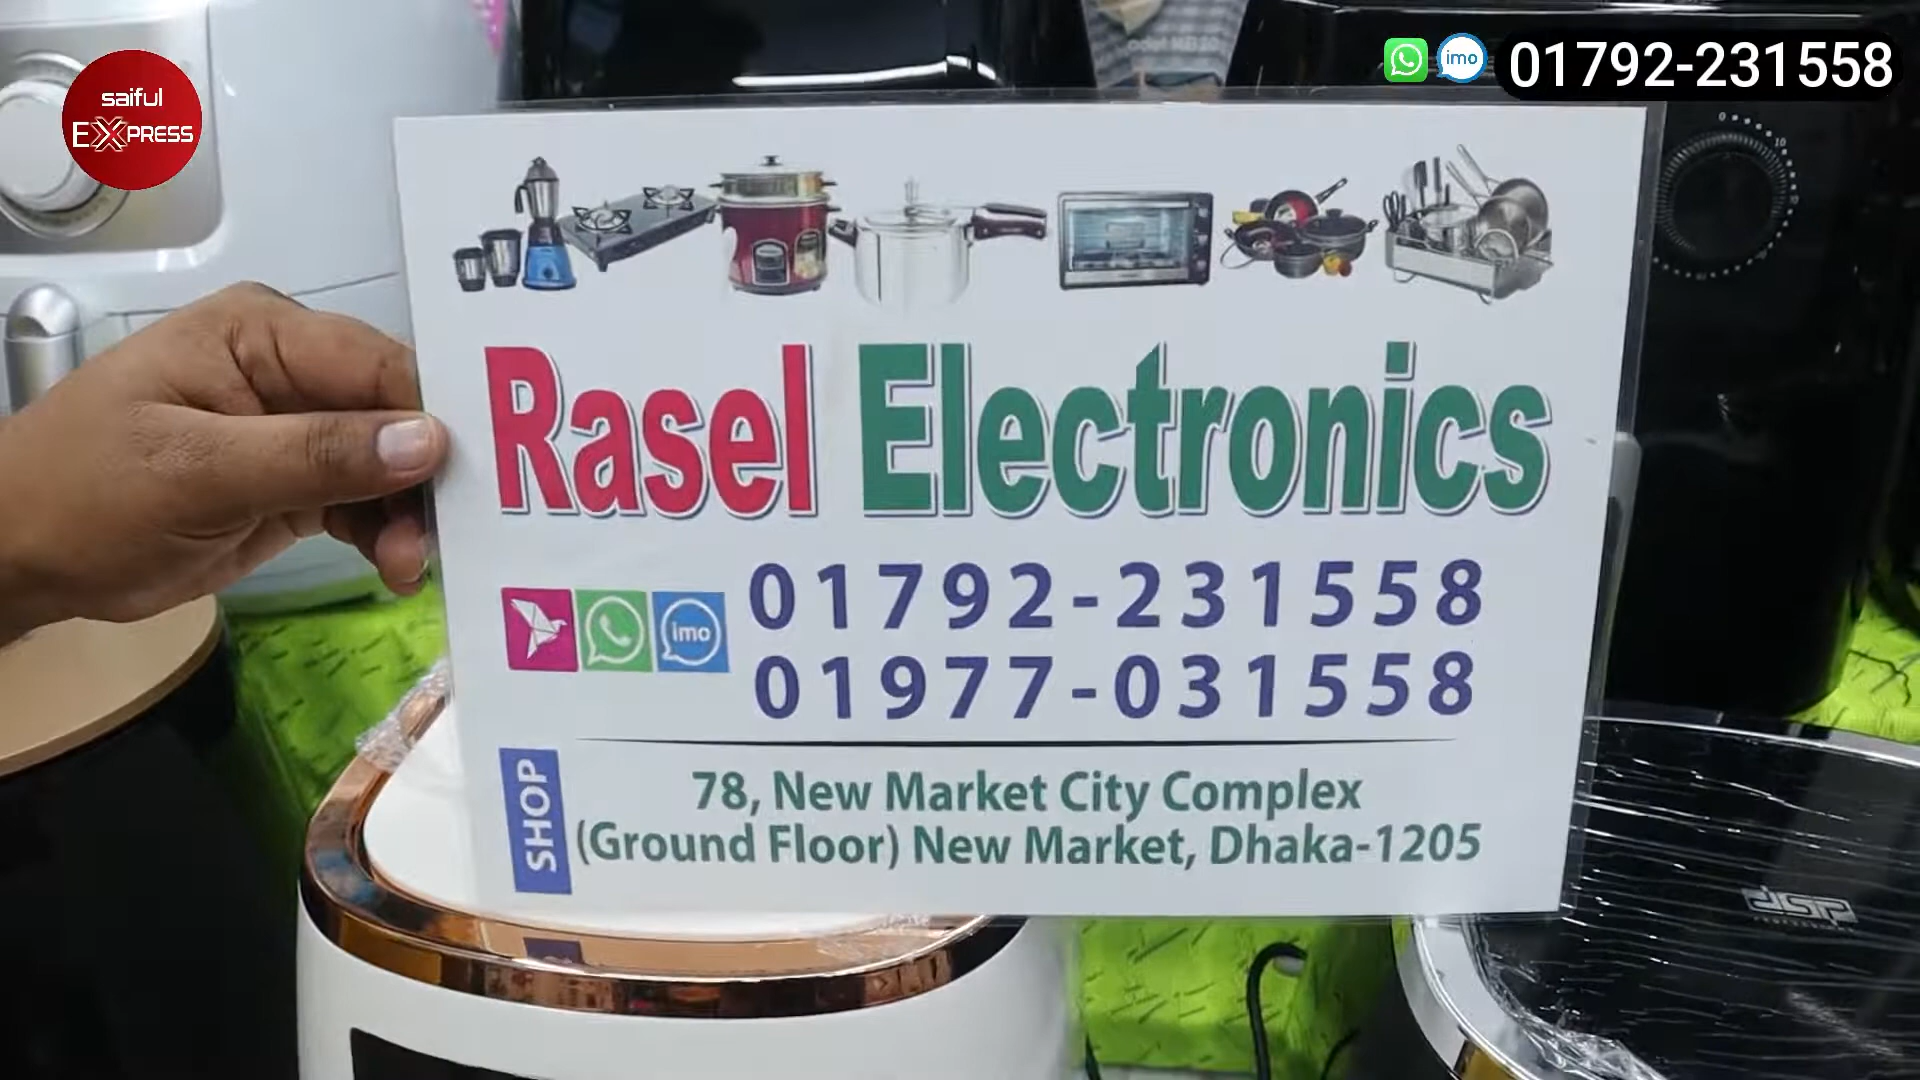 saiful
EXPRESS
imo 01792-231558
Rasel Electronics
01792-231558
imo
01977-031558
SHOP
78, New Market City Complex
(Ground Floor) New Market, Dhaka-1205
dsp